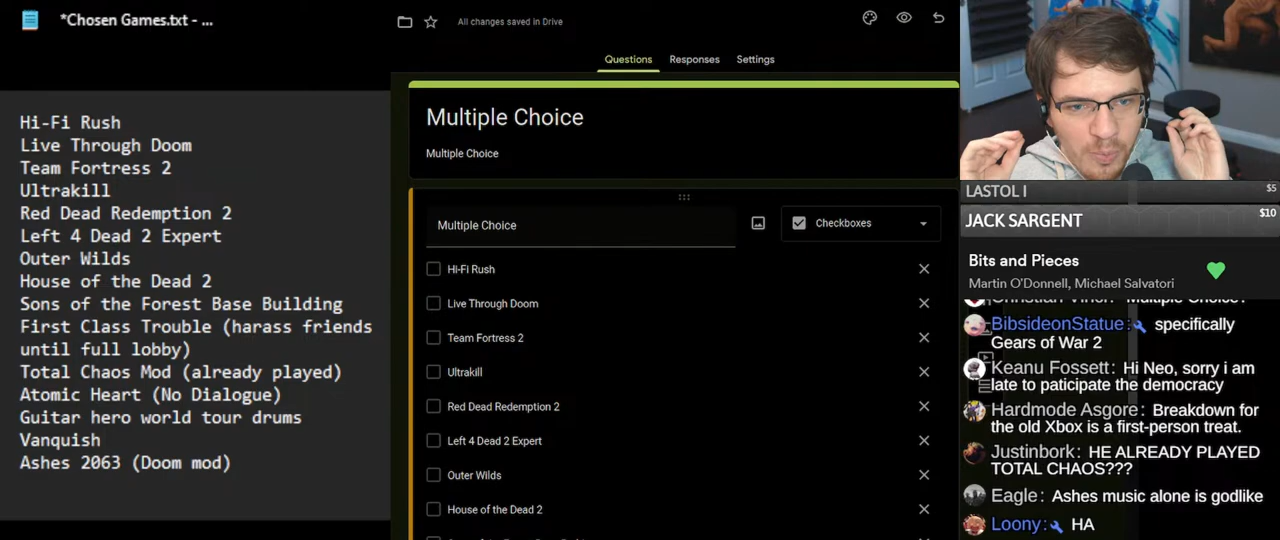 *Chosen Games.txt - ...
Hi-Fi Rush
Live Through Doom
Team Fortress 2
Ultrakill
Red Dead Redemption 2
Left 4 Dead 2 Expert
Outer Wilds
House of the Dead 2
Sons of the Forest Base Building
First Class Trouble (harass friends
until full lobby)
Total Chaos Mod (already played)
Atomic Heart (No Dialogue)
Guitar hero world tour drums
Vanquish
Ashes 2063 (Doom mod)
All changes saved in Drive
Questions Responses Settings
Multiple Choice
Multiple Choice
Multiple Choice
Checkboxes
Hi-Fi Rush
Live Through Doom
Team Fortress 2
Ultrakill
Red Dead Redemption 2
Left 4 Dead 2 Expert
Outer Wilds
House of the Dead 2
LASTOL I $5
JACK SARGENT $10
Bits and Pieces
Martin O'Donnell, Michael Salvatori
BibsideonStatue: specifically
Gears of War 2
Keanu Fossett: Hi Neo, sorry i am
late to paticipate the democracy
Hardmode Asgore: Breakdown for
the old Xbox is a first-person treat.
Justinbork: HE ALREADY PLAYED
TOTAL CHAOS???
Eagle: Ashes music alone is godlike
Loony: HA